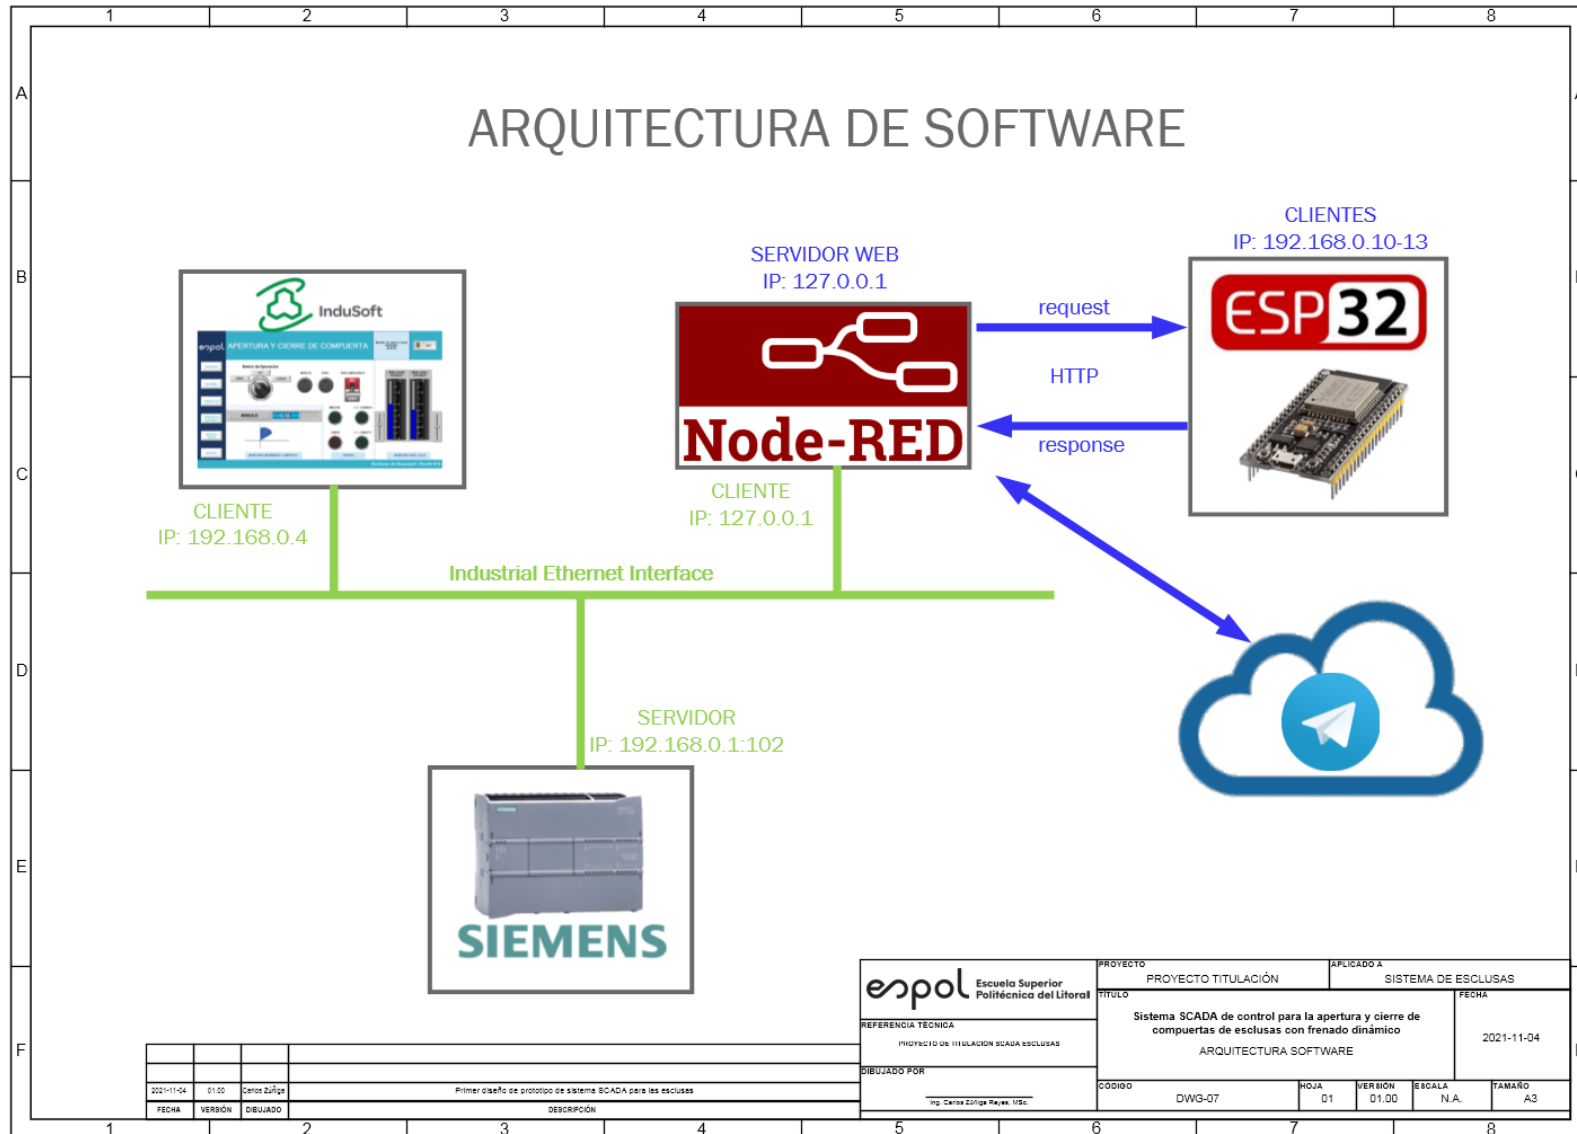 1 2 3 4 5 6 7 8
A
B
C
D
E
F
ARQUITECTURA DE SOFTWARE
InduSoft
espol
APERTURA Y CIERRE DE COMPUERTA
CLIENTE
IP: 192.168.0.4
SERVIDOR WEB
IP: 127.0.0.1
Node-RED
CLIENTE
IP: 127.0.0.1
request
HTTP
response
CLIENTES
IP: 192.168.0.10-13
ESP32
Industrial Ethernet Interface
SERVIDOR
IP: 192.168.0.1:102
SIEMENS
espol Escuela Superior
Politécnica del Litoral
REFERENCIA TÉCNICA
PROYECTO DE TITULACIÓN SCADA ESCLUSAS
DIBUJADO POR
Ing. Carlos Zúñiga Reyes, MSc.
PROYECTO
PROYECTO TITULACIÓN
APLICADO A
SISTEMA DE ESCLUSAS
TÍTULO
Sistema SCADA de control para la apertura y cierre de
compuertas de esclusas con frenado dinámico
ARQUITECTURA SOFTWARE
FECHA
2021-11-04
CÓDIGO
DWG-07
HOJA
01
VERSIÓN
01.00
ESCALA
N.A.
TAMAÑO
A3
2021-11-04 01.00 Carlos Zúñiga Primer diseño de prototipo de sistema SCADA para las esclusas
FECHA VERSIÓN DIBUJADO DESCRIPCIÓN
1 2 3 4 5 6 7 8